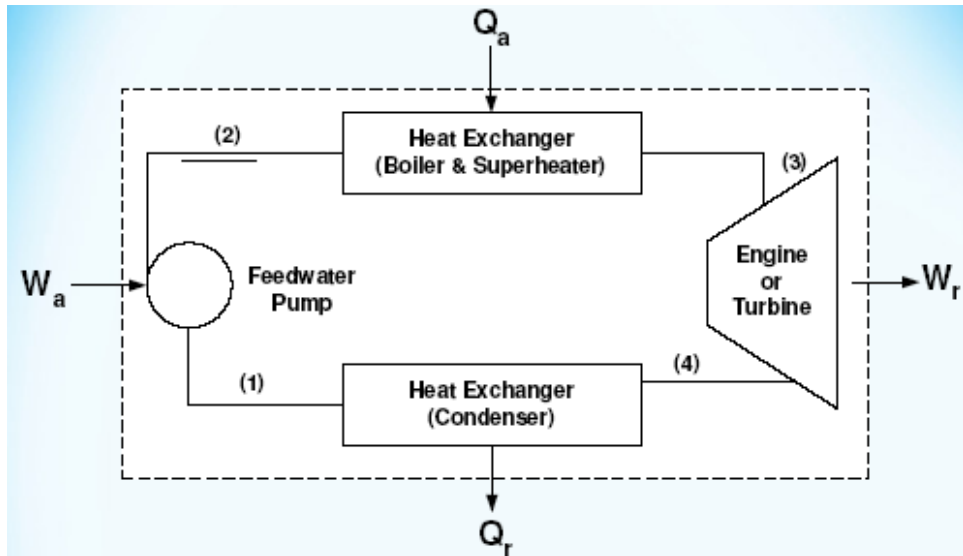 Qa
(2)
Heat Exchanger
(Boiler & Superheater)
(3)
Wa
Feedwater
Pump
Engine
or
Turbine
Wr
(1)
Heat Exchanger
(Condenser)
(4)
Qr